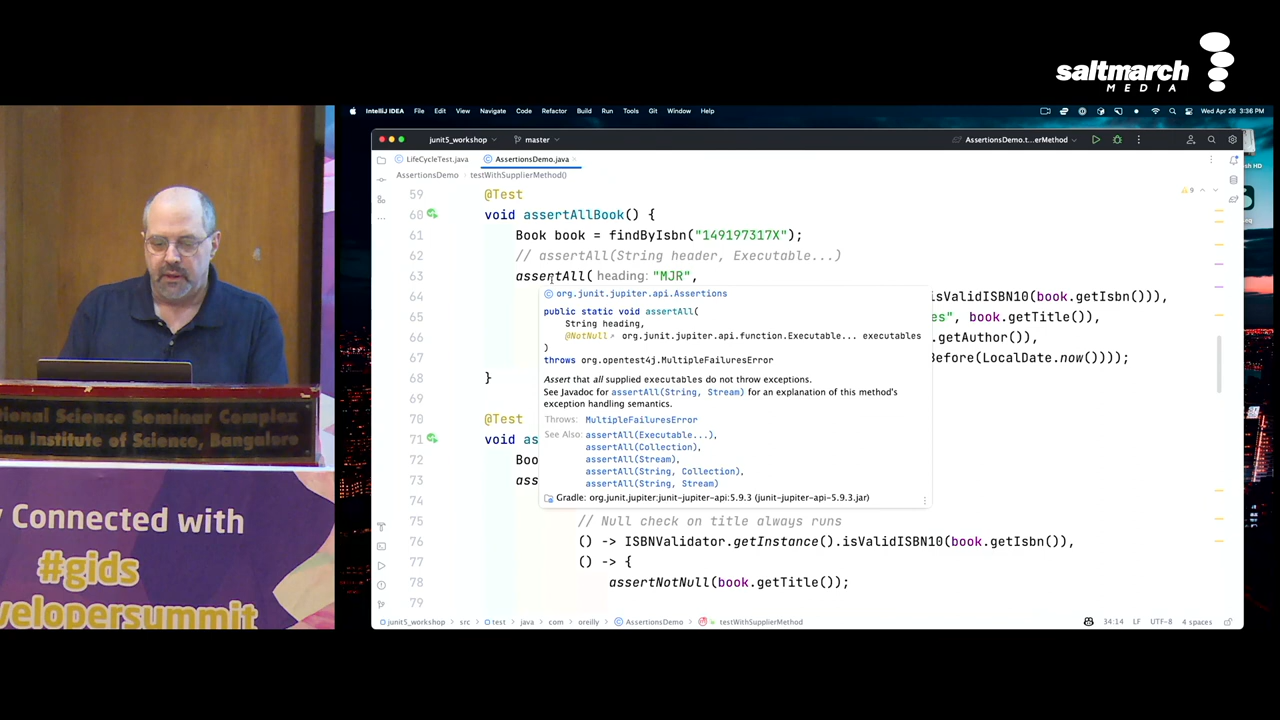 saltmarch
MEDIA
IntelliJ IDEA File Edit View Navigate Code Refactor Build Run Tools Git Window Help
Wed Apr 26 3:36 PM
junit5_workshop master
AssertionsDemo.t...erMethod
LifeCycleTest.java AssertionsDemo.java
AssertionsDemo testWithSupplierMethod()
59 @Test
60 void assertAllBook() {
61 Book book = findByIsbn("149197317X");
62 // assertAll(String header, Executable...)
63 assertAll( heading: "MJR",
64 isValidISBN10(book.getIsbn())),
65 es", book.getTitle()),
66 .getAuthor()),
67 Before(LocalDate.now())));
68 }
9
org.junit.jupiter.api.Assertions
public static void assertAll(
String heading,
@NotNull org.junit.jupiter.api.function.Executable... executables
)
throws org.opentest4j.MultipleFailuresError
Assert that all supplied executables do not throw exceptions.
See Javadoc for assertAll(String, Stream) for an explanation of this method's
exception handling semantics.
Throws: MultipleFailuresError
See Also: assertAll(Executable...),
assertAll(Collection),
assertAll(Stream),
assertAll(String, Collection),
assertAll(String, Stream)
Gradle: org.junit.jupiter:junit-jupiter-api:5.9.3 (junit-jupiter-api-5.9.3.jar)
70 @Test
71 void as
72 Boo
73 ass
74
75 // Null check on title always runs
76 () -> ISBNValidator.getInstance().isValidISBN10(book.getIsbn()),
77 () -> {
78 assertNotNull(book.getTitle());
79
junit5_workshop src test java com oreilly AssertionsDemo testWithSupplierMethod
34:14 LF UTF-8 4 spaces
tional Science Seminar Complex
ian Institute of Science, Bangalore
y Connected with
#gids
velopersummit